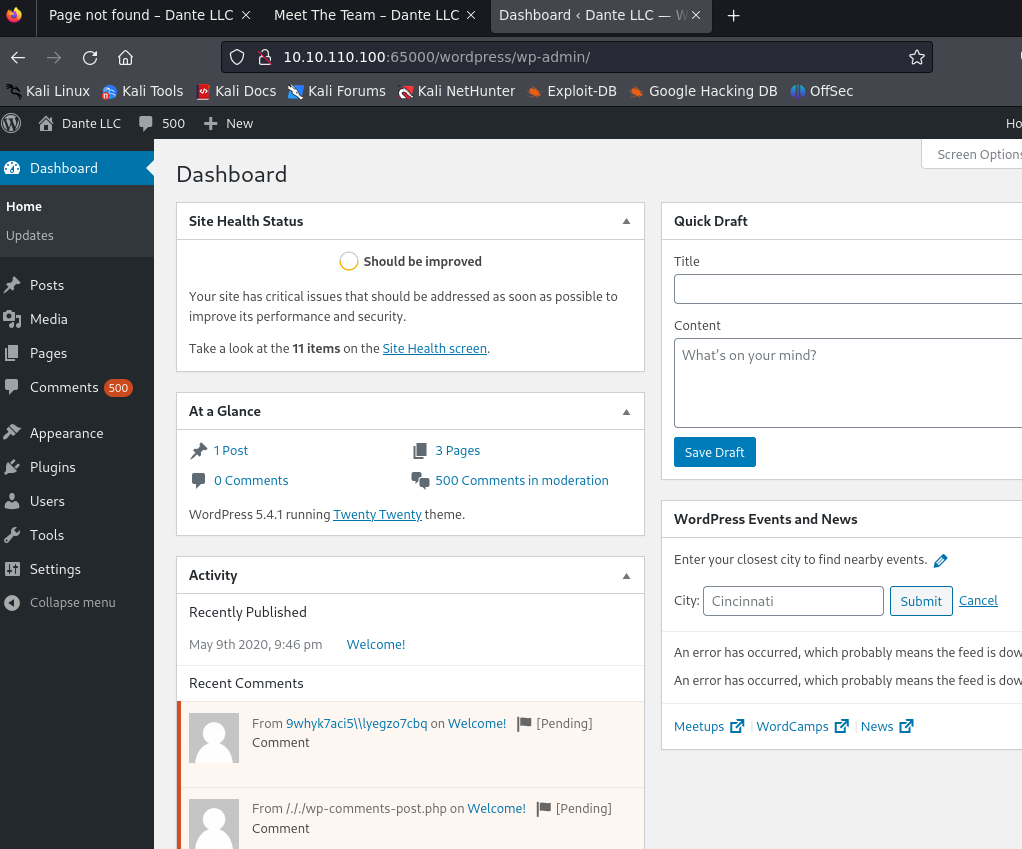 Page not found – Dante LLC
Meet The Team – Dante LLC
Dashboard ‹ Dante LLC — W
10.10.110.100:65000/wordpress/wp-admin/
Kali Linux
Kali Tools
Kali Docs
Kali Forums
Kali NetHunter
Exploit-DB
Google Hacking DB
OffSec
Dante LLC
500
New
Ho
Dashboard
Home
Updates
Posts
Media
Pages
Comments 500
Appearance
Plugins
Users
Tools
Settings
Collapse menu
Screen Options
Dashboard
Site Health Status
Should be improved
Your site has critical issues that should be addressed as soon as possible to
improve its performance and security.
Take a look at the 11 items on the Site Health screen.
At a Glance
1 Post
3 Pages
0 Comments
500 Comments in moderation
WordPress 5.4.1 running Twenty Twenty theme.
Activity
Recently Published
May 9th 2020, 9:46 pm
Welcome!
Recent Comments
From 9whyk7aci5\\lyegzo7cbq on Welcome! [Pending]
Comment
From /././wp-comments-post.php on Welcome! [Pending]
Comment
Quick Draft
Title
Content
What's on your mind?
Save Draft
WordPress Events and News
Enter your closest city to find nearby events.
City: Cincinnati Submit Cancel
An error has occurred, which probably means the feed is dow
An error has occurred, which probably means the feed is dow
Meetups
WordCamps
News